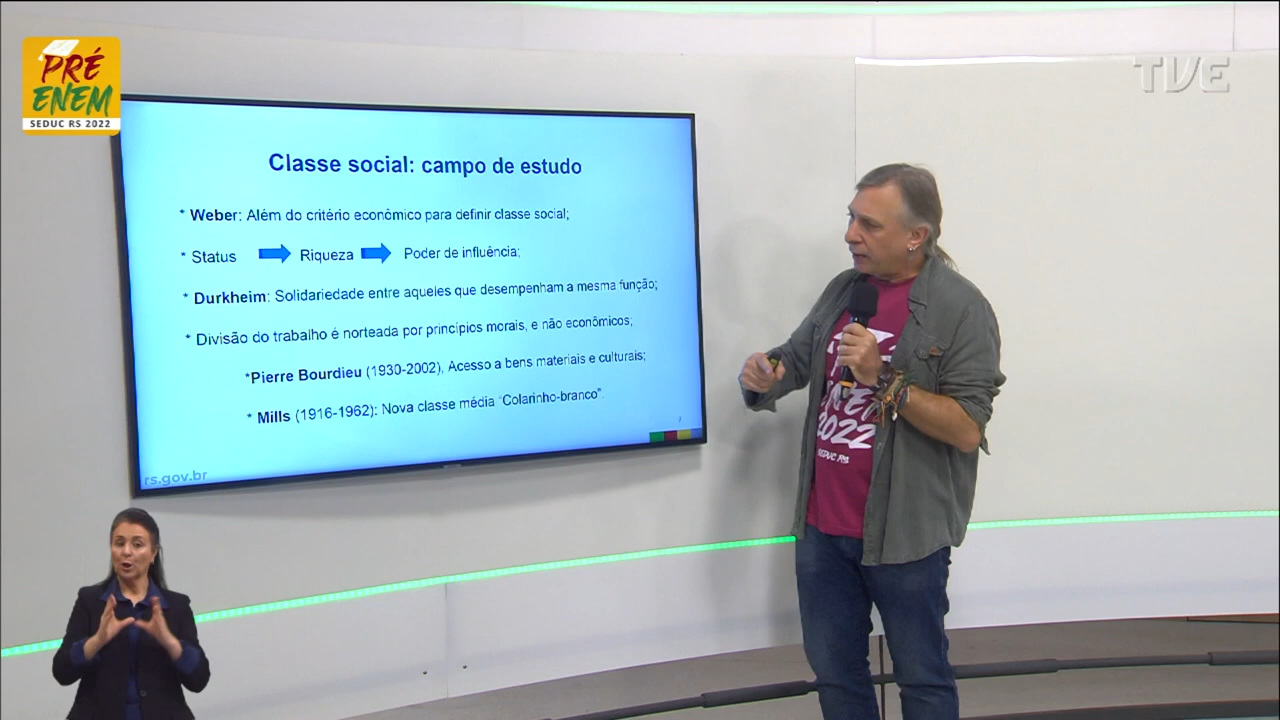 PRÉ
ENEM
SEDUC RS 2022
TVE
Classe social: campo de estudo
* Weber: Além do critério econômico para definir classe social;
* Status Riqueza Poder de influência;
* Durkheim: Solidariedade entre aqueles que desempenham a mesma função;
* Divisão do trabalho é norteada por princípios morais, e não econômicos;
*Pierre Bourdieu (1930-2002), Acesso a bens materiais e culturais;
* Mills (1916-1962): Nova classe média "Colarinho-branco".
7
rs.gov.br
2022
SEDUC RS